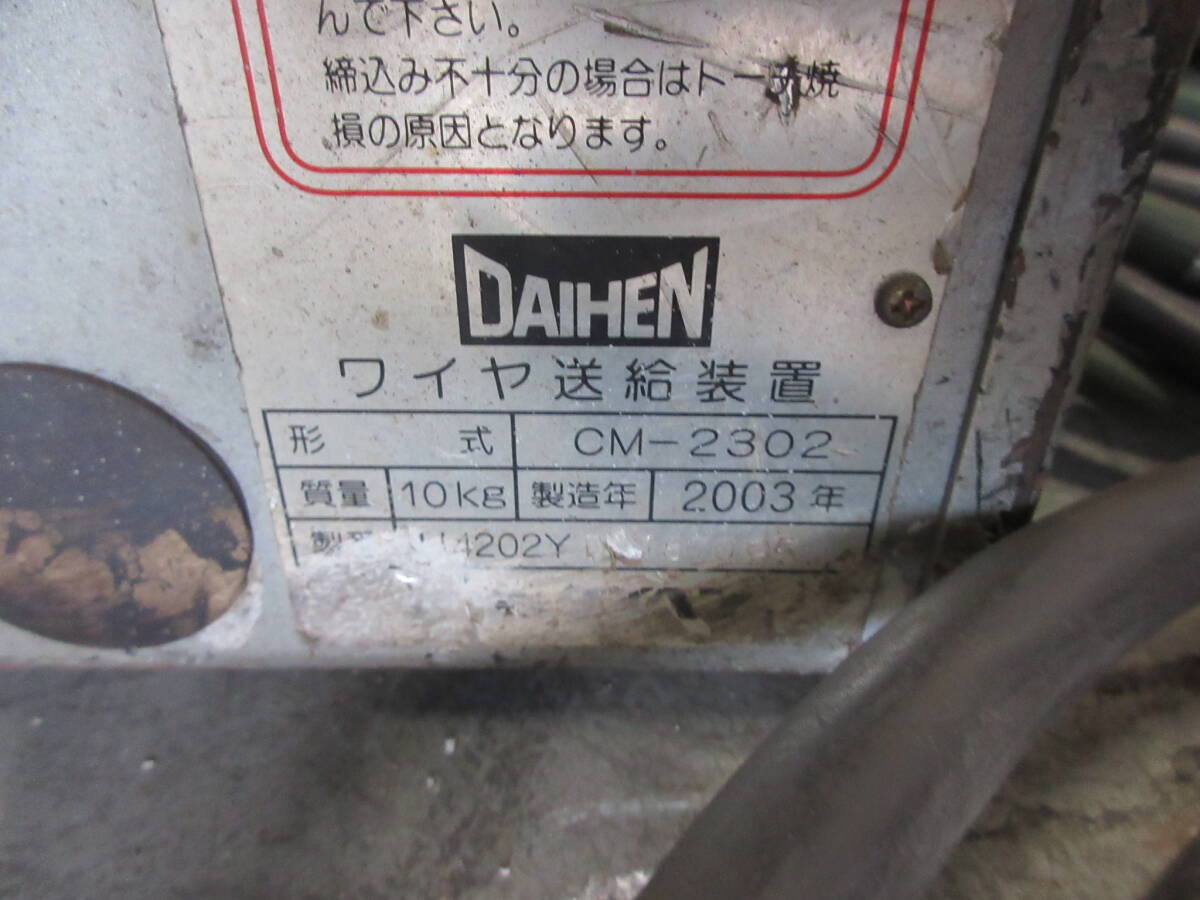 んで下さい。
締込み不十分の場合はトーチ焼
損の原因となります。
DAIHEN
ワイヤ送給装置
形 式 CM-2302
質量 10kg 製造年 2003年
4202Y